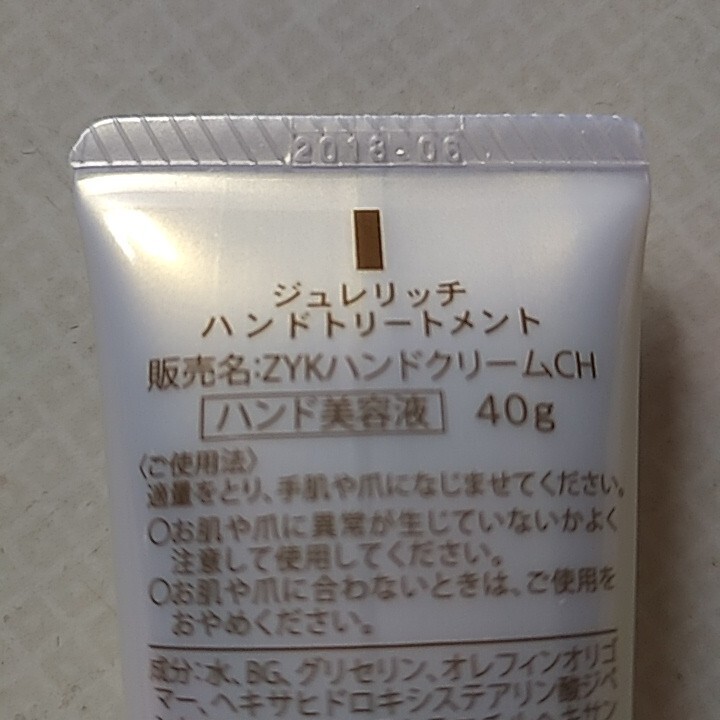 2018-06
ジュレリッチ
ハンドトリートメント
販売名:ZYKハンドクリームCH
ハンド美容液 40g
〈ご使用法〉
適量をとり、手肌や爪になじませてください。
○お肌や爪に異常が生じていないかよく
注意して使用してください。
○お肌や爪に合わないときは、ご使用を
おやめください。
成分:水、BG、グリセリン、オレフィンオリゴ
マー、ヘキサヒドロキシステアリン酸ジペ